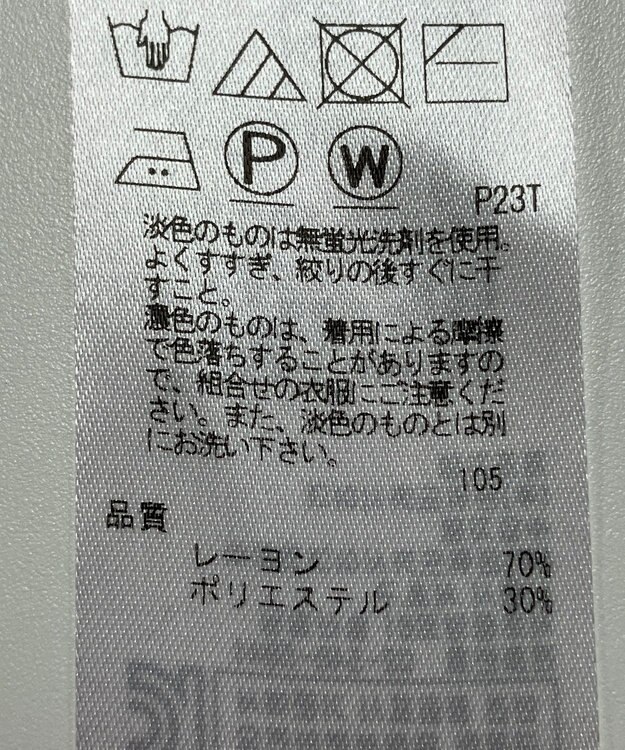 P W
P23T
淡色のものは無蛍光洗剤を使用。
よくすすぎ、絞りの後すぐに干
すこと。
濃色のものは、着用による摩擦
で色落ちすることがありますの
で、組合せの衣服にご注意くだ
さい。また、淡色のものとは別
にお洗い下さい。
105
品質
レーヨン 70%
ポリエステル 30%